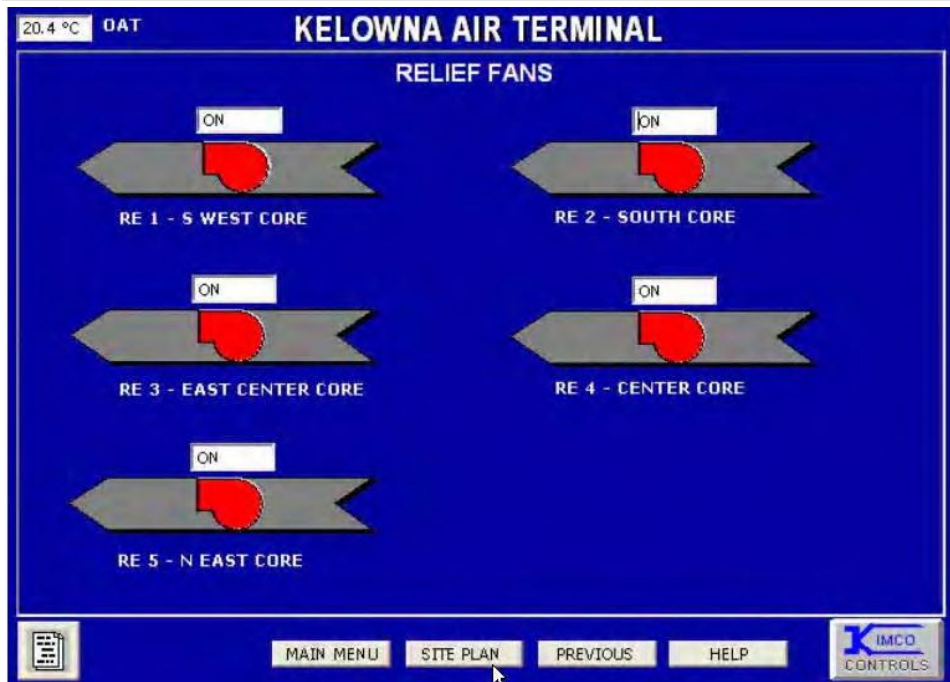 20.4 °C OAT
KELOWNA AIR TERMINAL
RELIEF FANS
ON
RE 1 - S WEST CORE
ON
RE 2 - SOUTH CORE
ON
RE 3 - EAST CENTER CORE
ON
RE 4 - CENTER CORE
ON
RE 5 - N EAST CORE
MAIN MENU
SITE PLAN
PREVIOUS
HELP
KIMCO
CONTROLS